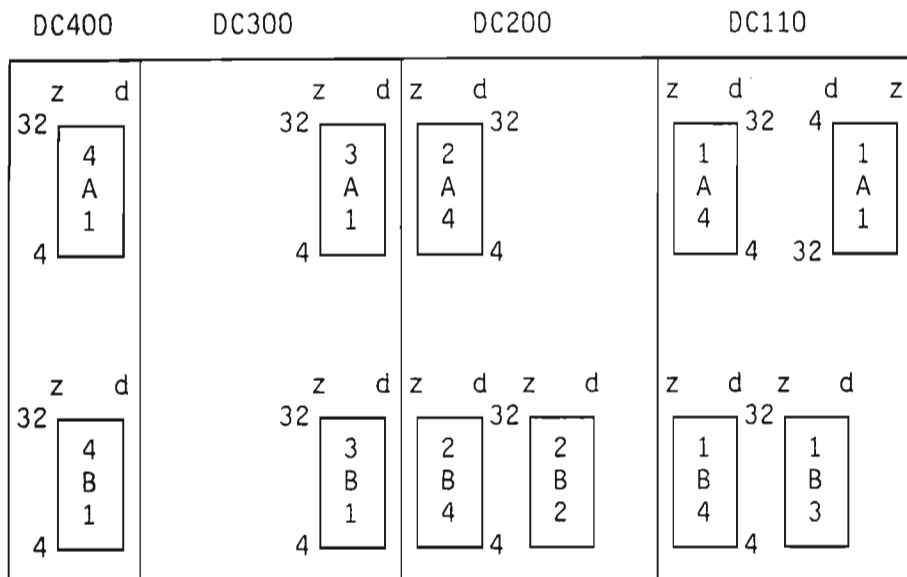 DC400 DC300 DC200 DC110
z d z d z d z d d z
32 32 32 32 4
4 3 2 1 1
A A A A A
1 1 4 4 1
4 4 4 4 32
z d z d z d z d z d z d
32 32 32 32
4 3 2 2 1 1
B B B B B B
1 1 4 2 4 3
4 4 4 4